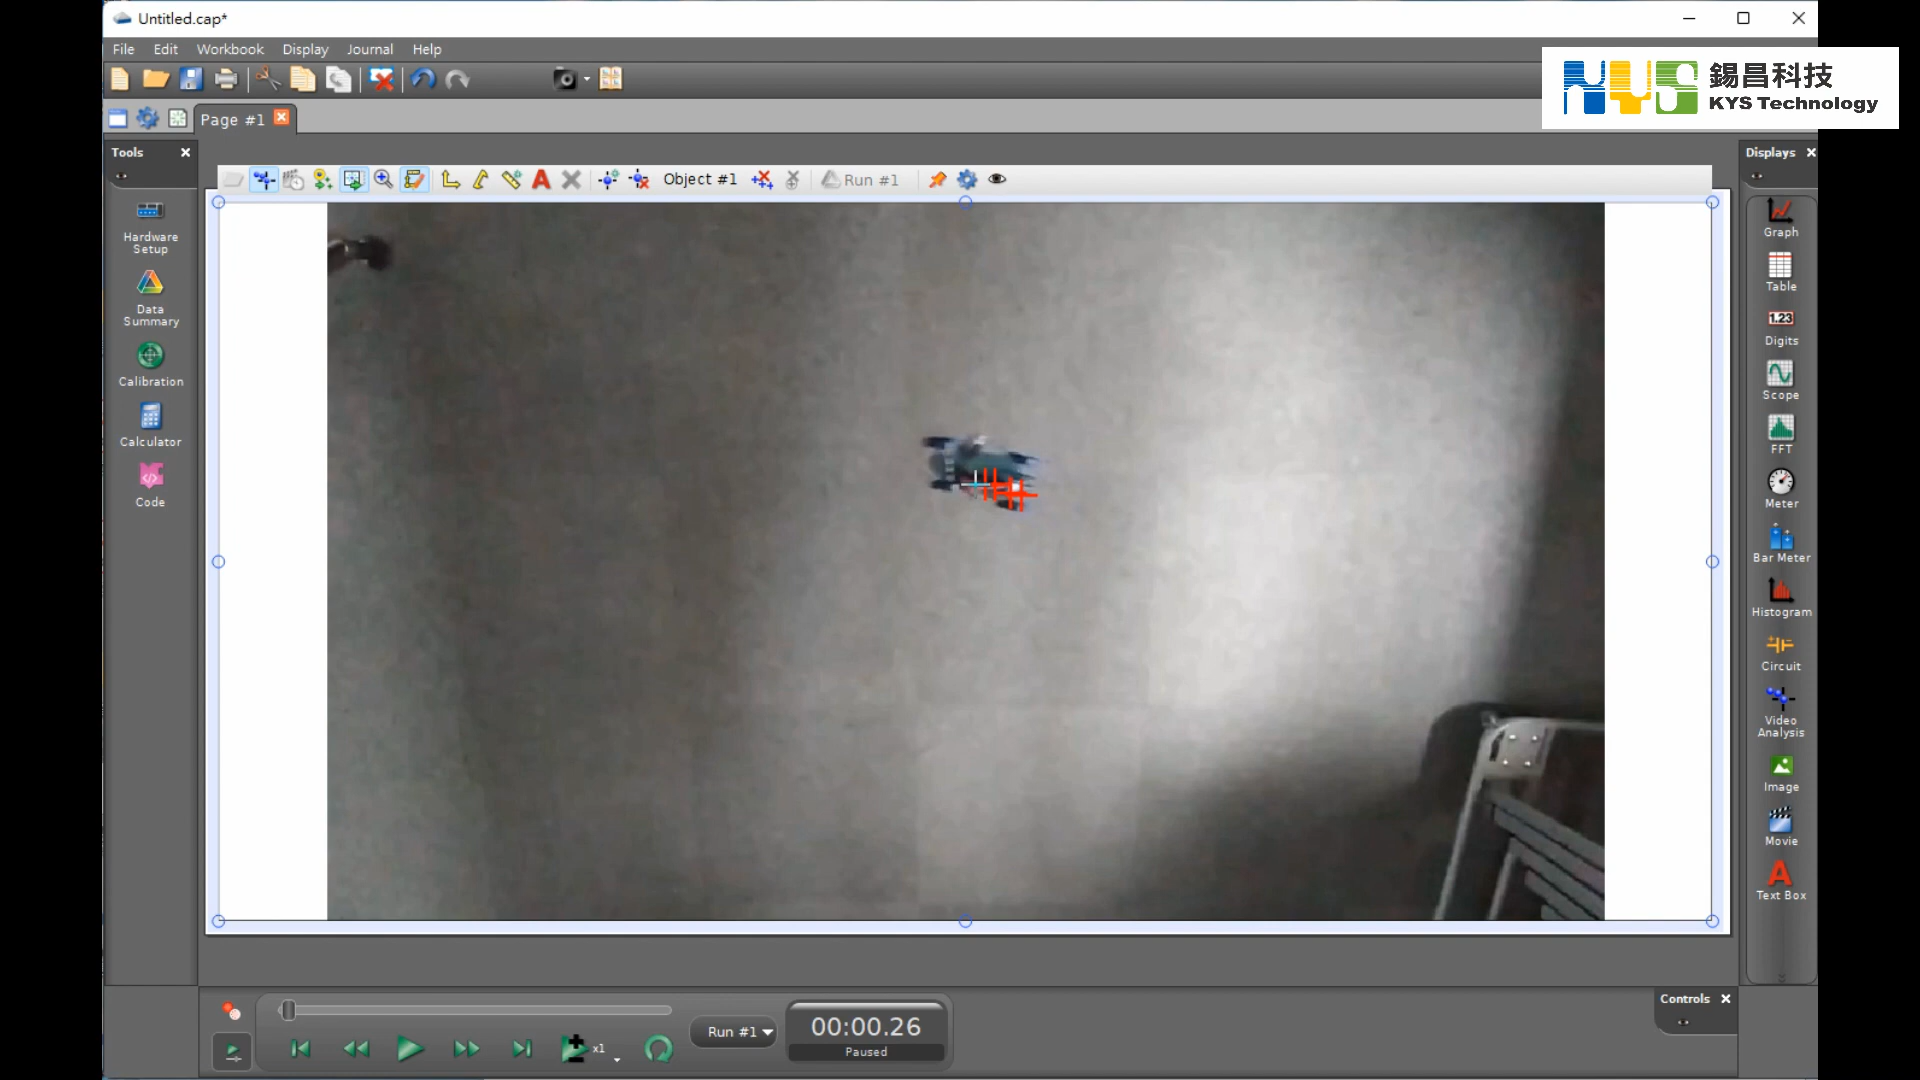 Untitled.cap*
File Edit Workbook Display Journal Help
錫昌科技
KYS Technology
Page #1
Tools
Displays
Object #1
Run #1
Hardware
Setup
Data
Summary
Calibration
Calculator
Code
Graph
Table
1.23
Digits
Scope
FFT
Meter
Bar Meter
Histogram
Circuit
Video
Analysis
Image
Movie
A
Text Box
Controls
x1
Run #1
00:00.26
Paused